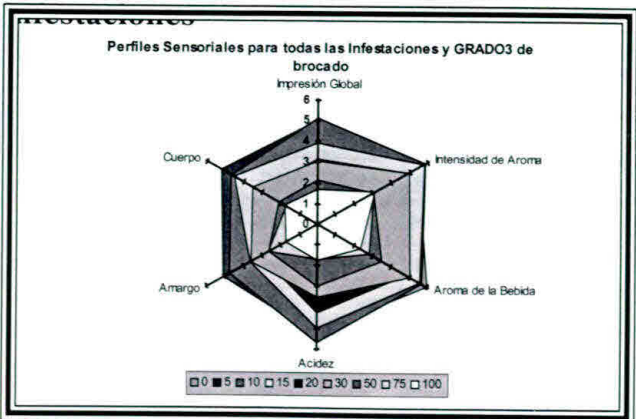 Perfiles Sensoriales para todas las Infestaciones y GRADO3 de
brocado
Impresión Global
6
5
4
3
2
1
0
Intensidad de Aroma
Aroma de la Bebida
Acidez
Amargo
Cuerpo
0 5 10 15 20 30 50 75 100